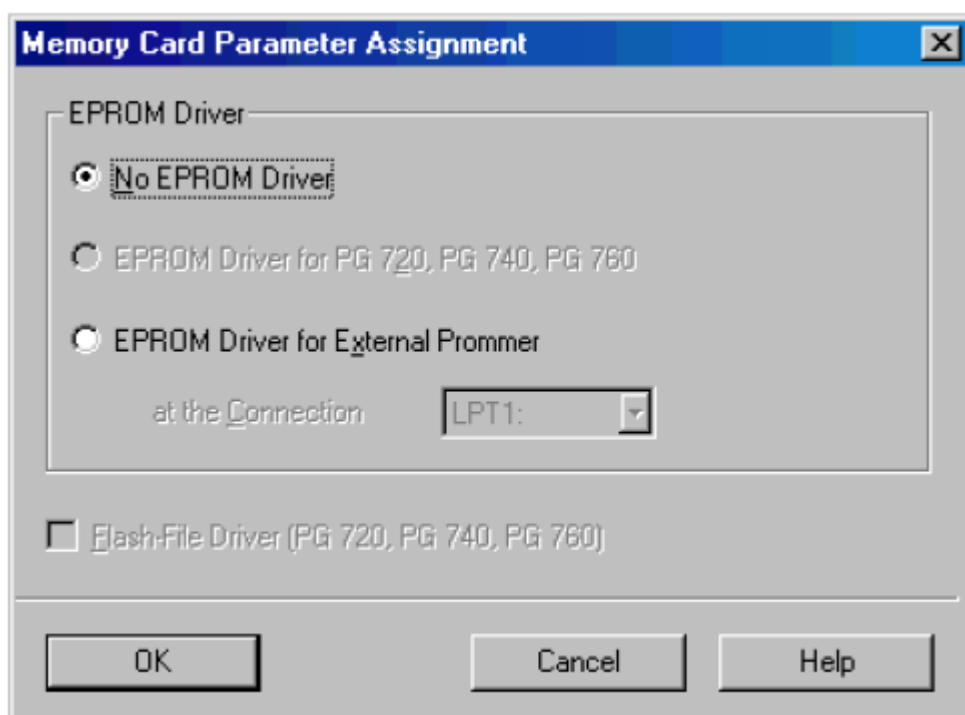 Memory Card Parameter Assignment
EPROM Driver
No EPROM Driver
EPROM Driver for PG 720, PG 740, PG 760
EPROM Driver for External Prommer
at the Connection LPT1:
Flash-File Driver (PG 720, PG 740, PG 760)
OK Cancel Help